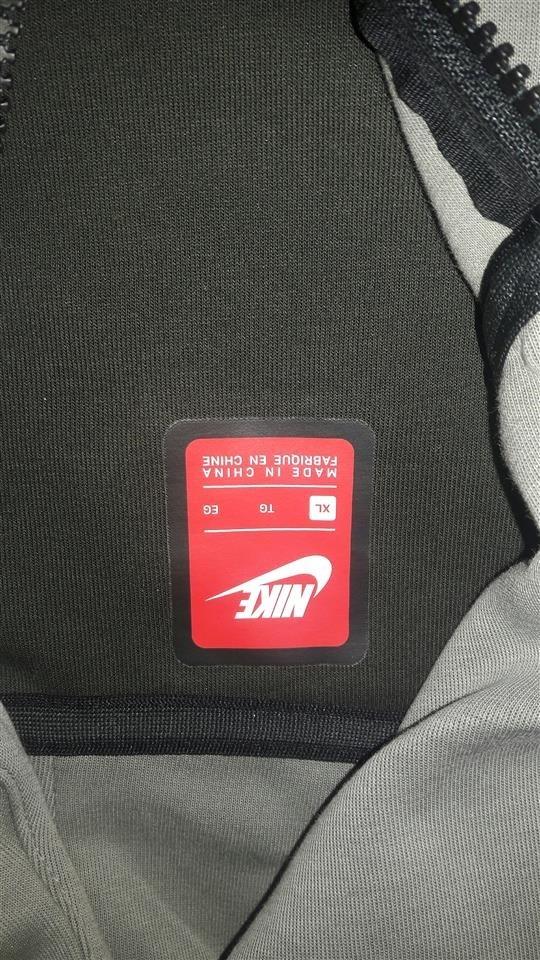 NIKE
XL TG EG
MADE IN CHINA
FABRIQUE EN CHINE